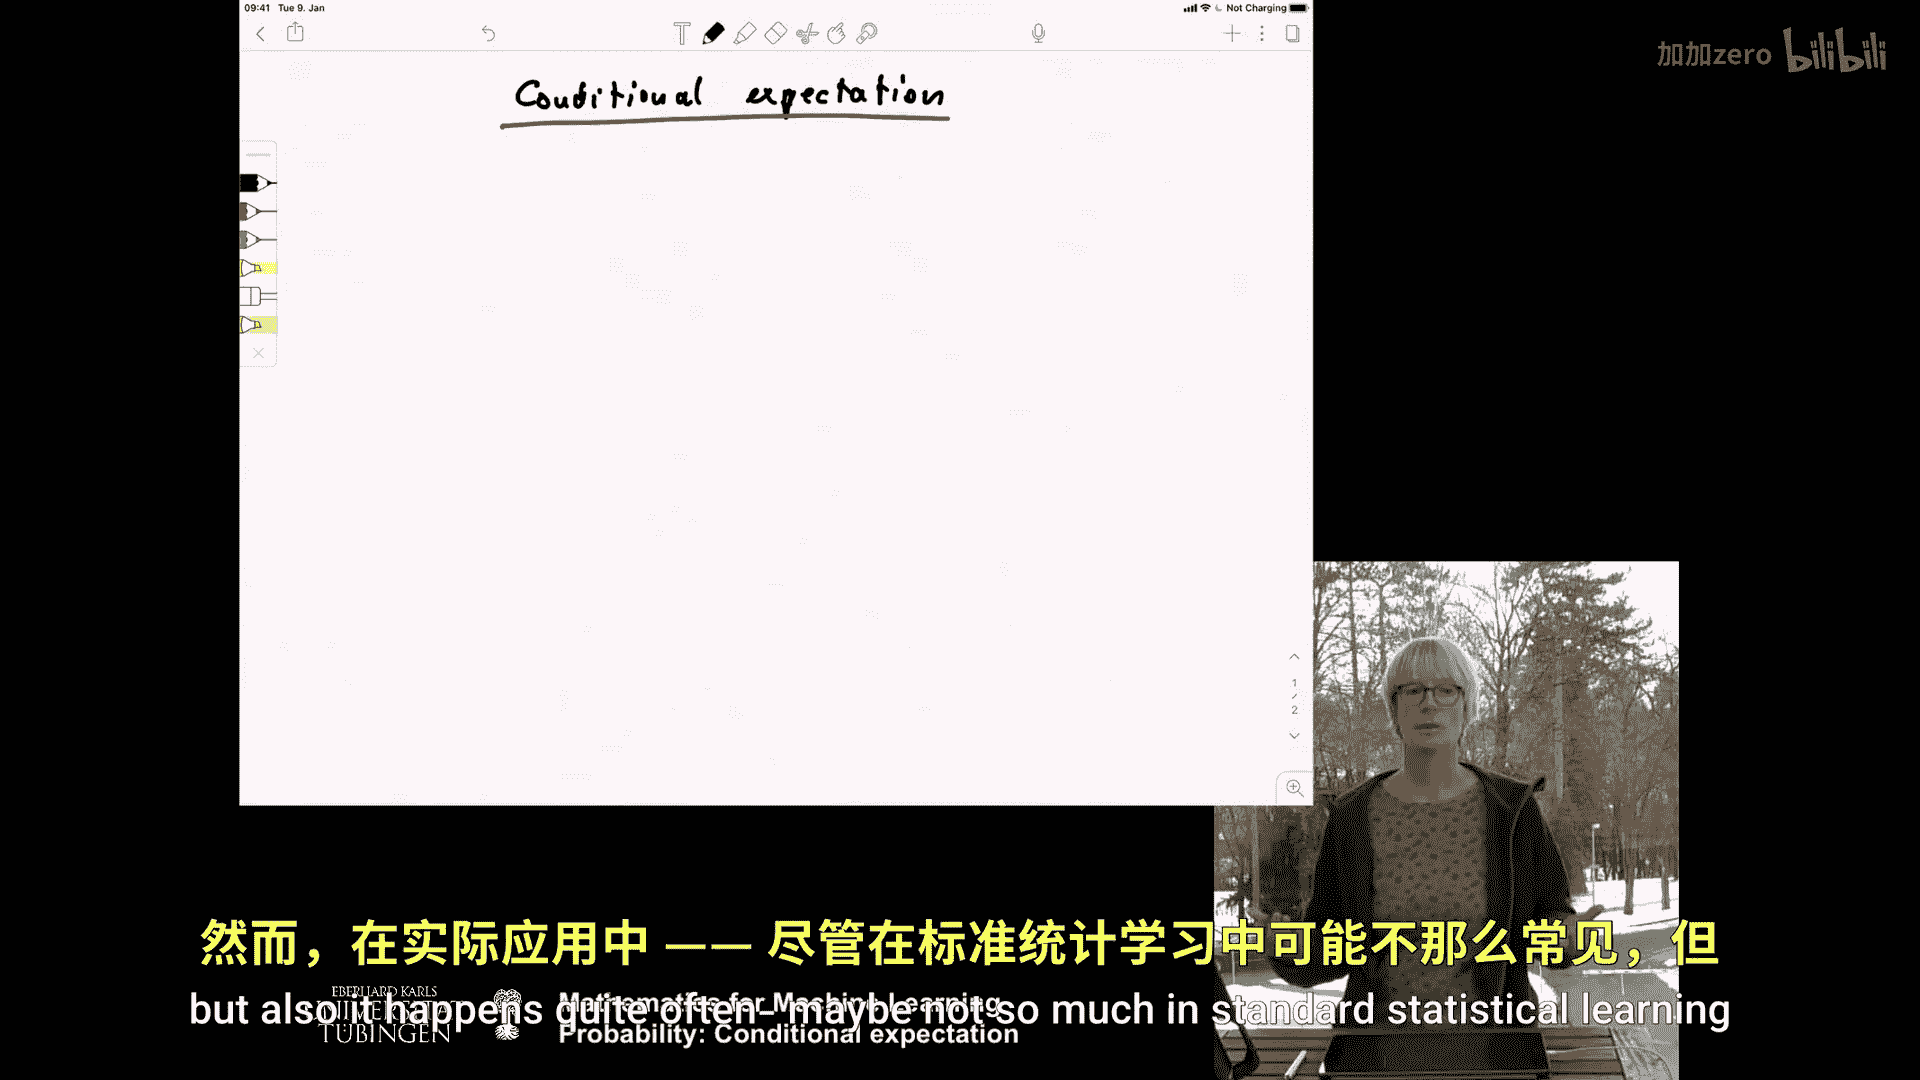 09:41 Tue 9. Jan
Not Charging
加加zero bilibili
Conditional expectation
1
/
2
然而，在实际应用中 —— 尽管在标准统计学习中可能不那么常见，但
but also it happens quite often- maybe not so much in standard statistical learning
EBERHARD KARLS
UNIVERSITÄT
TÜBINGEN
Mathematics for Machine Learning
Probability: Conditional expectation